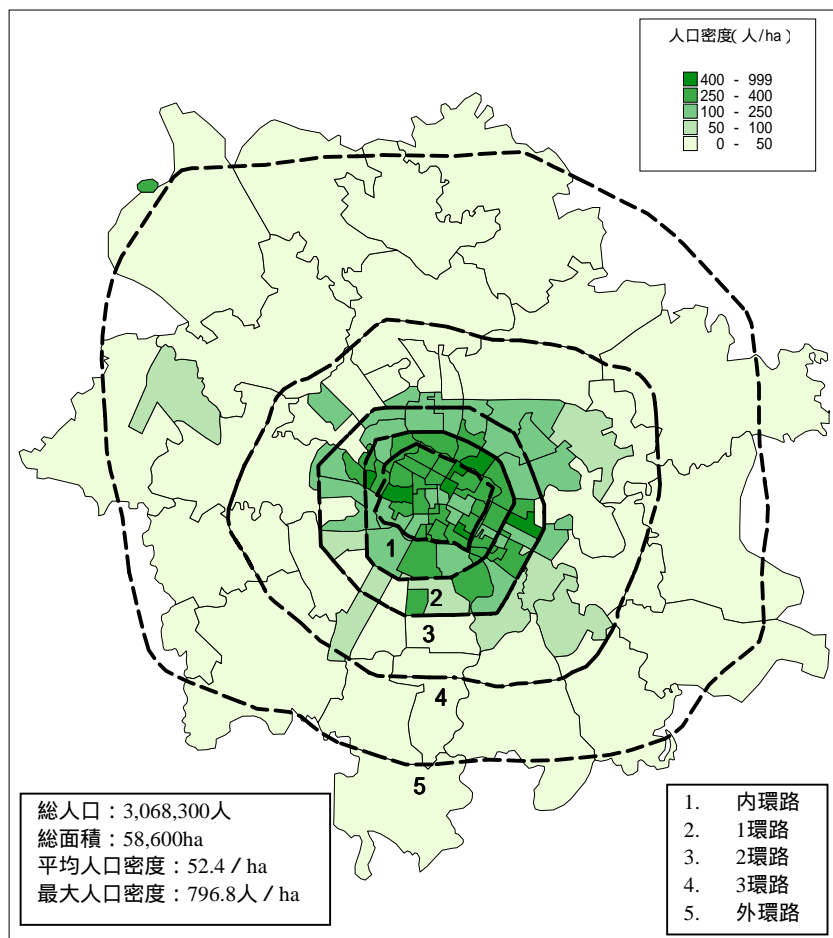 人口密度( 人/ha )
400 - 999
250 - 400
100 - 250
50 - 100
0 - 50
1
2
3
4
5
総人口：3,068,300人
総面積：58,600ha
平均人口密度：52.4／ha
最大人口密度：796.8人／ha
1. 内環路
2. 1環路
3. 2環路
4. 3環路
5. 外環路